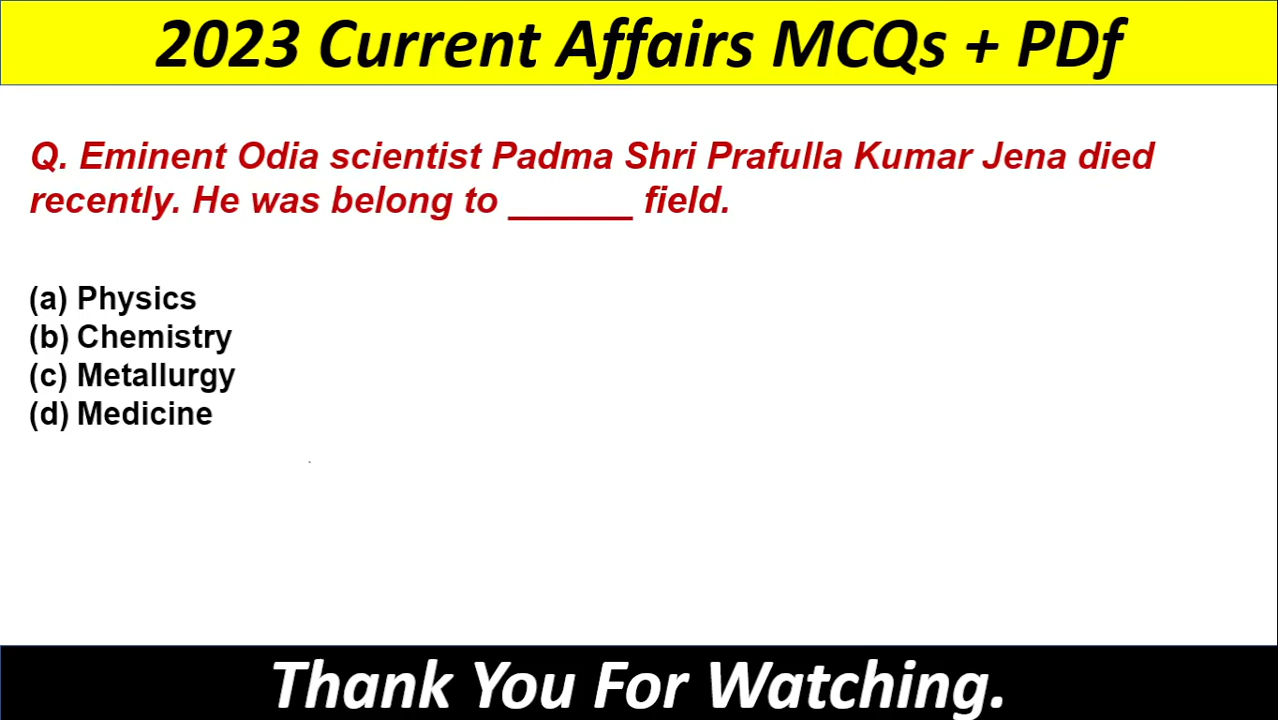 2023 Current Affairs MCQs + PDf
Q. Eminent Odia scientist Padma Shri Prafulla Kumar Jena died
recently. He was belong to ______ field.
(a) Physics
(b) Chemistry
(c) Metallurgy
(d) Medicine
Thank You For Watching.